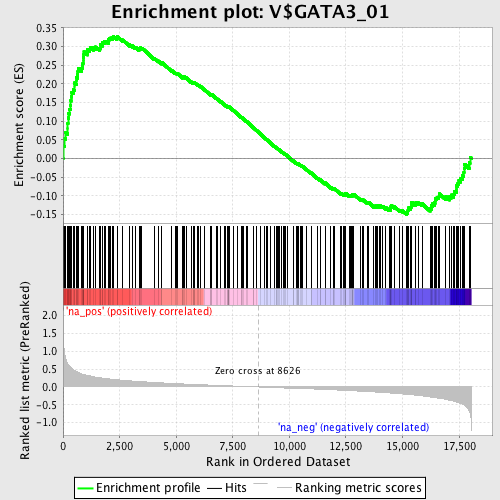 Enrichment plot: V$GATA3_01
Enrichment score (ES)
0.35
0.30
0.25
0.20
0.15
0.10
0.05
0.00
-0.05
-0.10
-0.15
Ranked list metric (PreRanked)
'na_pos' (positively correlated)
2.0
1.5
1.0
0.5
0.0
-0.5
-1.0
Zero cross at 8626
'na_neg' (negatively correlated)
0
2,500
5,000
7,500
10,000
12,500
15,000
17,500
Rank in Ordered Dataset
Enrichment profile
Hits
Ranking metric scores